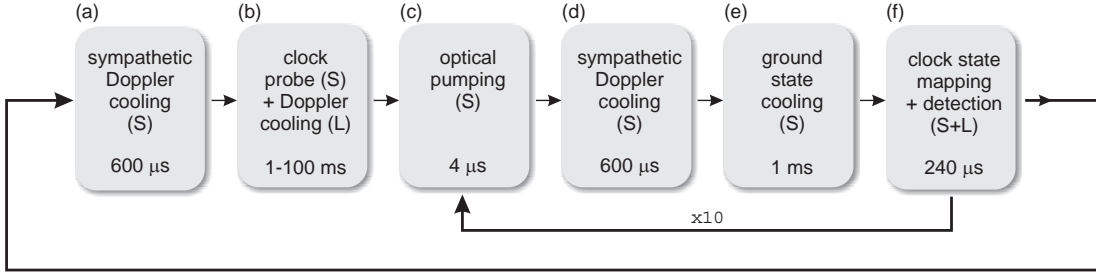 (a)
sympathetic
Doppler
cooling
(S)
600 μs
(b)
clock
probe (S)
+ Doppler
cooling (L)
1-100 ms
(c)
optical
pumping
(S)
4 μs
(d)
sympathetic
Doppler
cooling
(S)
600 μs
(e)
ground
state
cooling
(S)
1 ms
(f)
clock state
mapping
+ detection
(S+L)
240 μs
x10